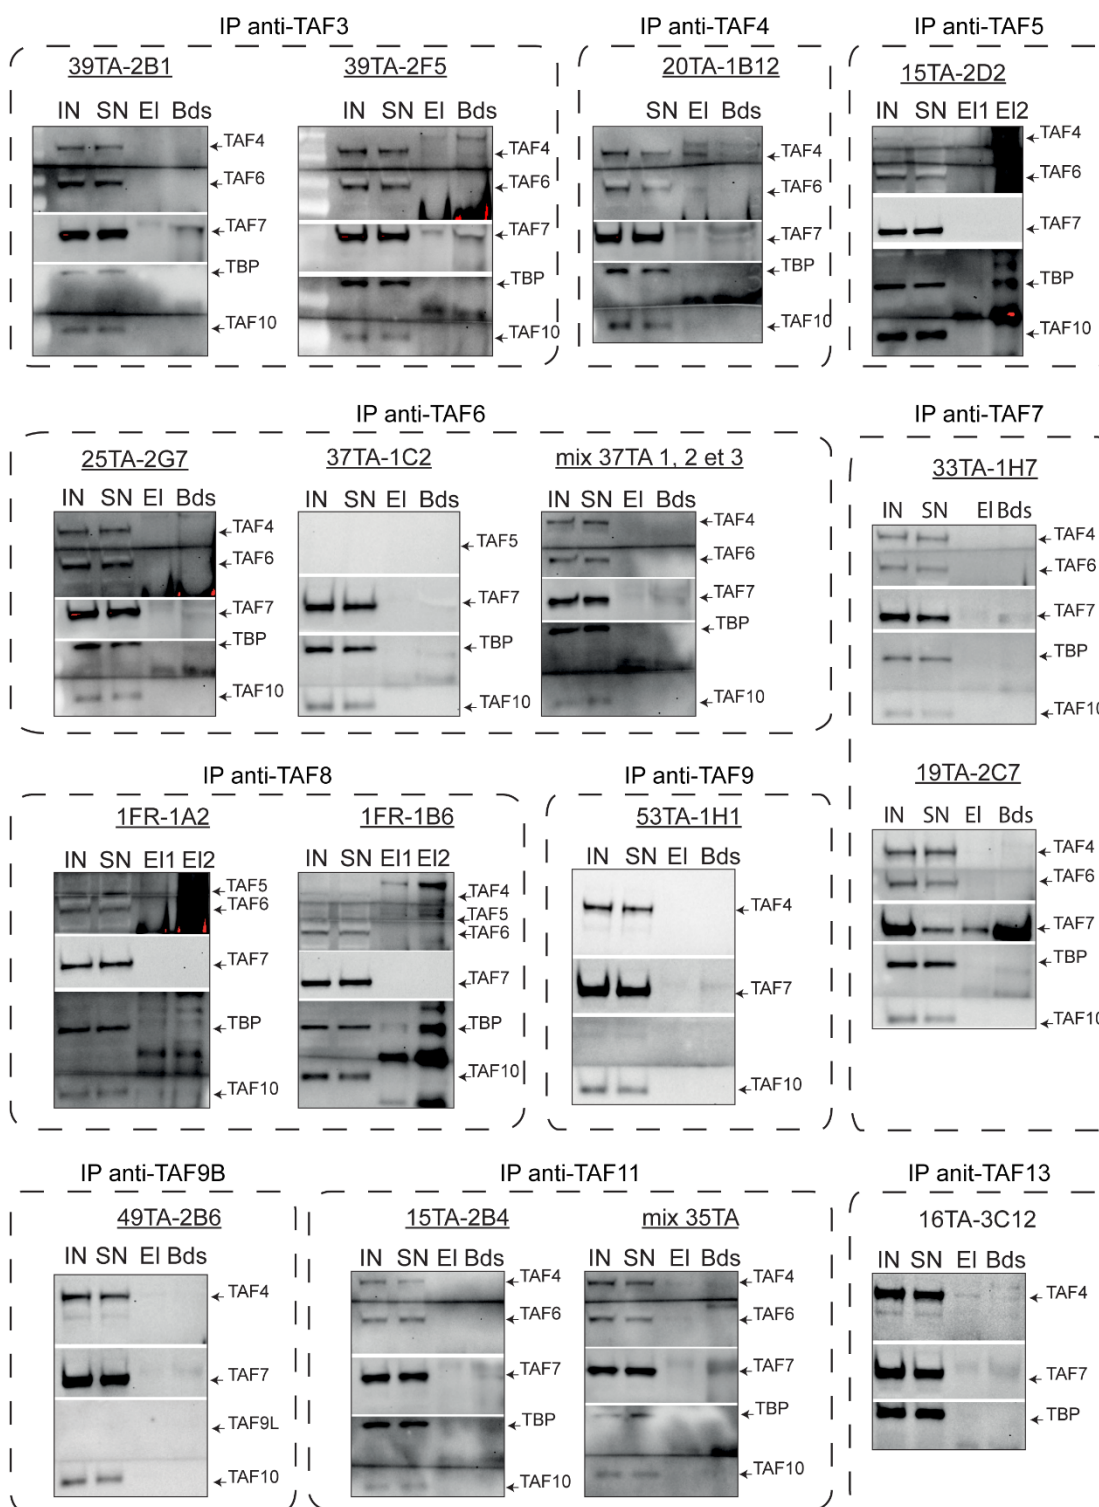 IP anti-TAF3
39TA-2B1
39TA-2F5
IN SN El Bds
TAF4
TAF6
TAF7
TBP
TAF10
IN SN El Bds
TAF4
TAF6
TAF7
TBP
TAF10
IP anti-TAF4
20TA-1B12
SN El Bds
TAF4
TAF6
TAF7
TBP
TAF10
IP anti-TAF5
15TA-2D2
IN SN El1 El2
TAF4
TAF6
TAF7
TBP
TAF10
IP anti-TAF6
25TA-2G7
IN SN El Bds
TAF4
TAF6
TAF7
TBP
TAF10
37TA-1C2
IN SN El Bds
TAF5
TAF7
TBP
TAF10
mix 37TA 1, 2 et 3
IN SN El Bds
TAF4
TAF6
TAF7
TBP
TAF10
IP anti-TAF7
33TA-1H7
IN SN El Bds
TAF4
TAF6
TAF7
TBP
TAF10
19TA-2C7
IN SN El Bds
TAF4
TAF6
TAF7
TBP
TAF10
IP anti-TAF8
1FR-1A2
IN SN El1 El2
TAF5
TAF6
TAF7
TBP
TAF10
1FR-1B6
IN SN El1 El2
TAF4
TAF5
TAF6
TAF7
TBP
TAF10
IP anti-TAF9
53TA-1H1
IN SN El Bds
TAF4
TAF7
TAF10
IP anti-TAF9B
49TA-2B6
IN SN El Bds
TAF4
TAF7
TAF9L
TAF10
IP anti-TAF11
15TA-2B4
IN SN El Bds
TAF4
TAF6
TAF7
TBP
TAF10
mix 35TA
IN SN El Bds
TAF4
TAF6
TAF7
TBP
TAF10
IP anit-TAF13
16TA-3C12
IN SN El Bds
TAF4
TAF7
TBP